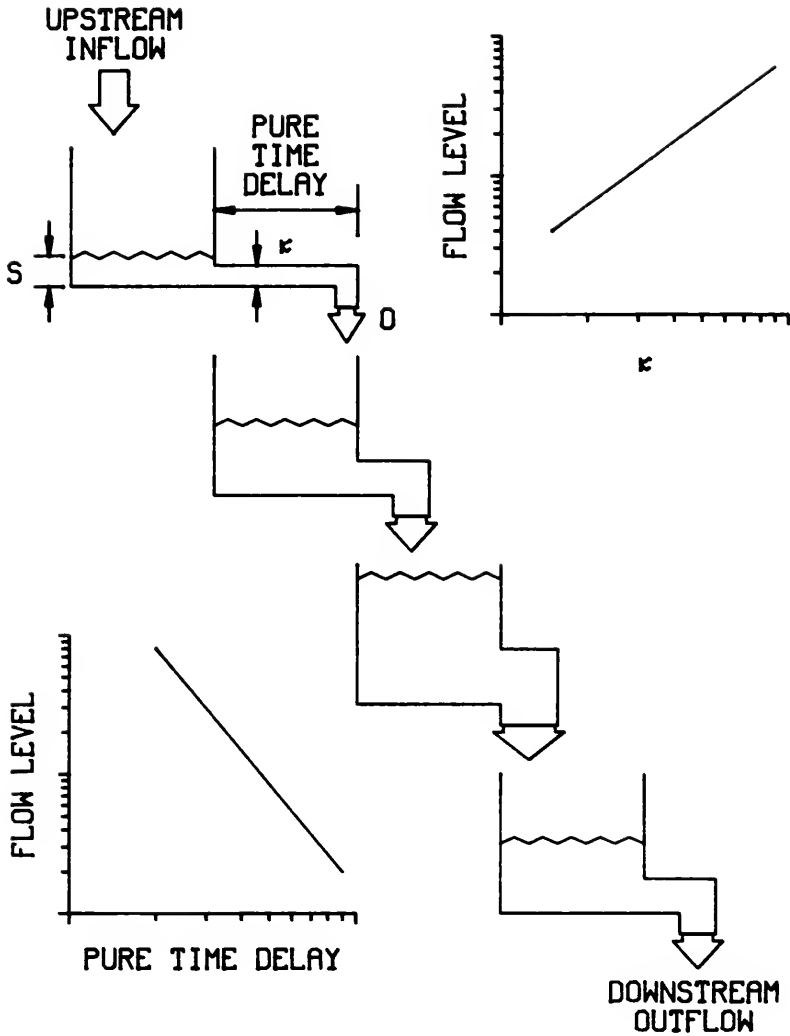 UPSTREAM
INFLOW
PURE
TIME
DELAY
κ
S
O
FLOW LEVEL
κ
FLOW LEVEL
PURE TIME DELAY
DOWNSTREAM
OUTFLOW